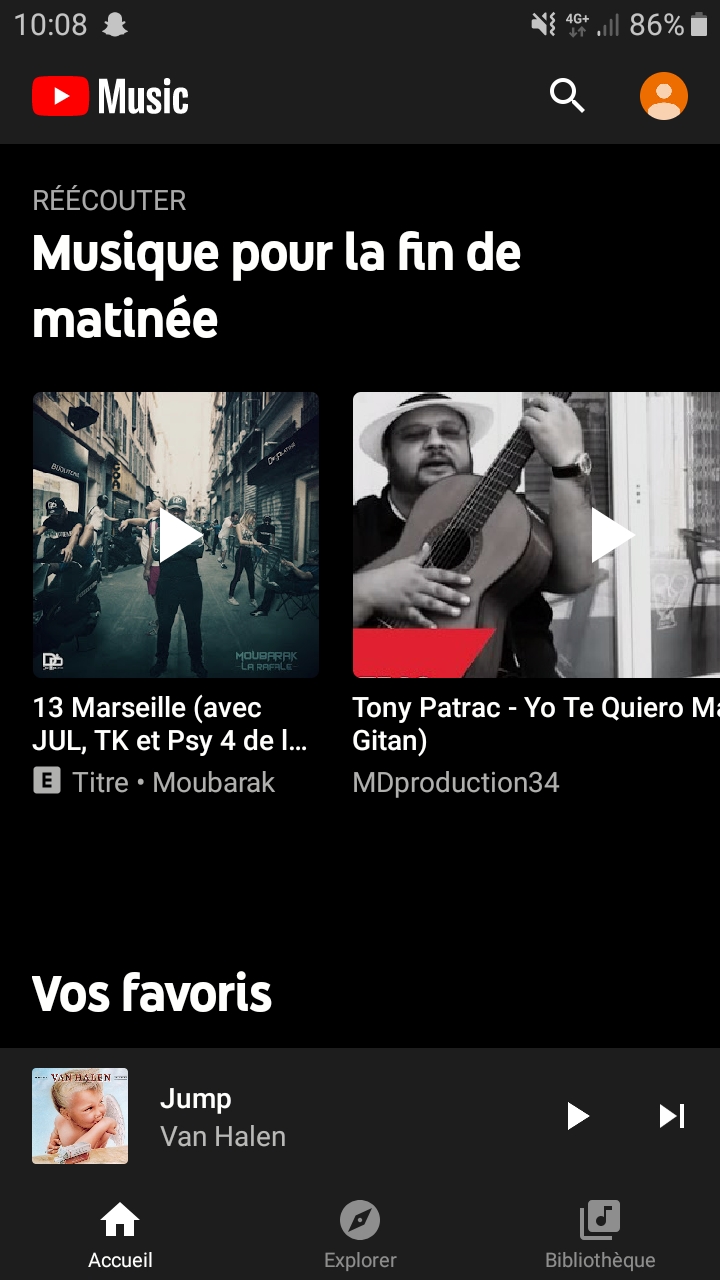 10:08 4G+ 86%
Music
RÉÉCOUTER
Musique pour la fin de
matinée
BIJOUTERIE
MOUBARAK
LA RAFALE
13 Marseille (avec
JUL, TK et Psy 4 de l...
E Titre • Moubarak
Tony Patrac - Yo Te Quiero Ma
Gitan)
MDproduction34
Vos favoris
VAN HALEN
Jump
Van Halen
Accueil
Explorer
Bibliothèque